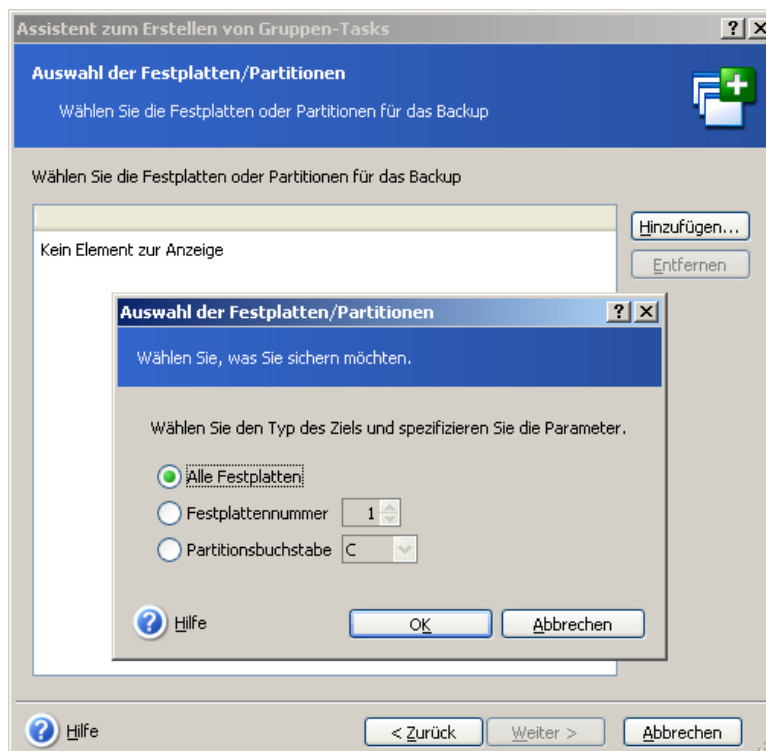 Assistent zum Erstellen von Gruppen-Tasks
Auswahl der Festplatten/Partitionen
Wählen Sie die Festplatten oder Partitionen für das Backup
Wählen Sie die Festplatten oder Partitionen für das Backup
Hinzufügen...
Kein Element zur Anzeige
Entfernen
Auswahl der Festplatten/Partitionen
Wählen Sie, was Sie sichern möchten.
Wählen Sie den Typ des Ziels und spezifizieren Sie die Parameter.
Alle Festplatten
Festplattennummer 1
Partitionsbuchstabe C
Hilfe OK Abbrechen
Hilfe < Zurück Weiter > Abbrechen